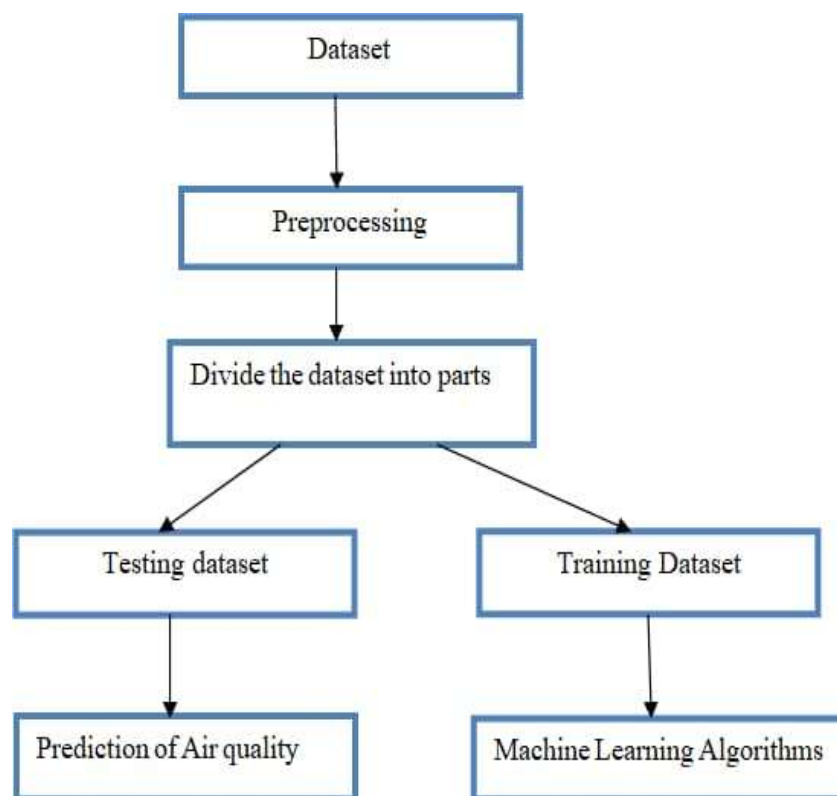 Dataset
Preprocessing
Divide the dataset into parts
Testing dataset
Training Dataset
Prediction of Air quality
Machine Learning Algorithms